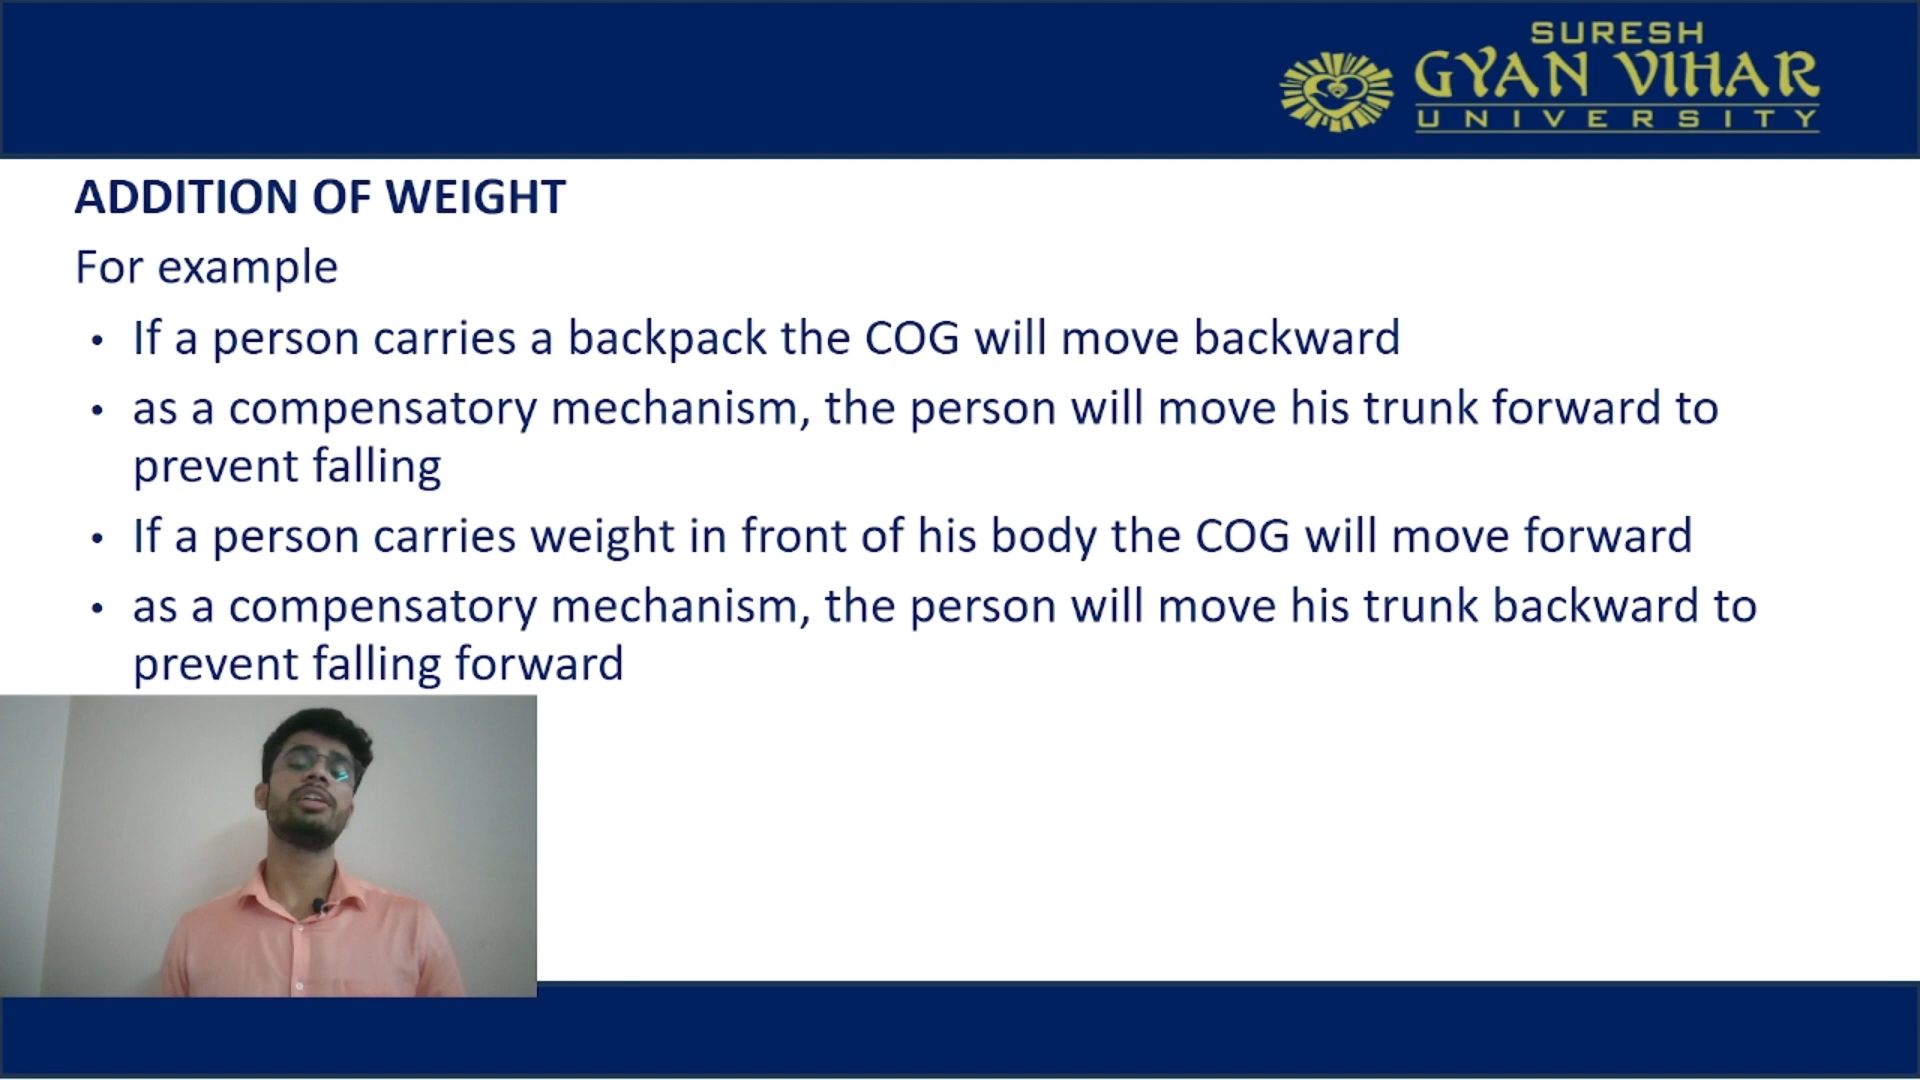 SURESH
GYAN VIHAR
UNIVERSITY
ADDITION OF WEIGHT
For example
• If a person carries a backpack the COG will move backward
• as a compensatory mechanism, the person will move his trunk forward to
prevent falling
• If a person carries weight in front of his body the COG will move forward
• as a compensatory mechanism, the person will move his trunk backward to
prevent falling forward